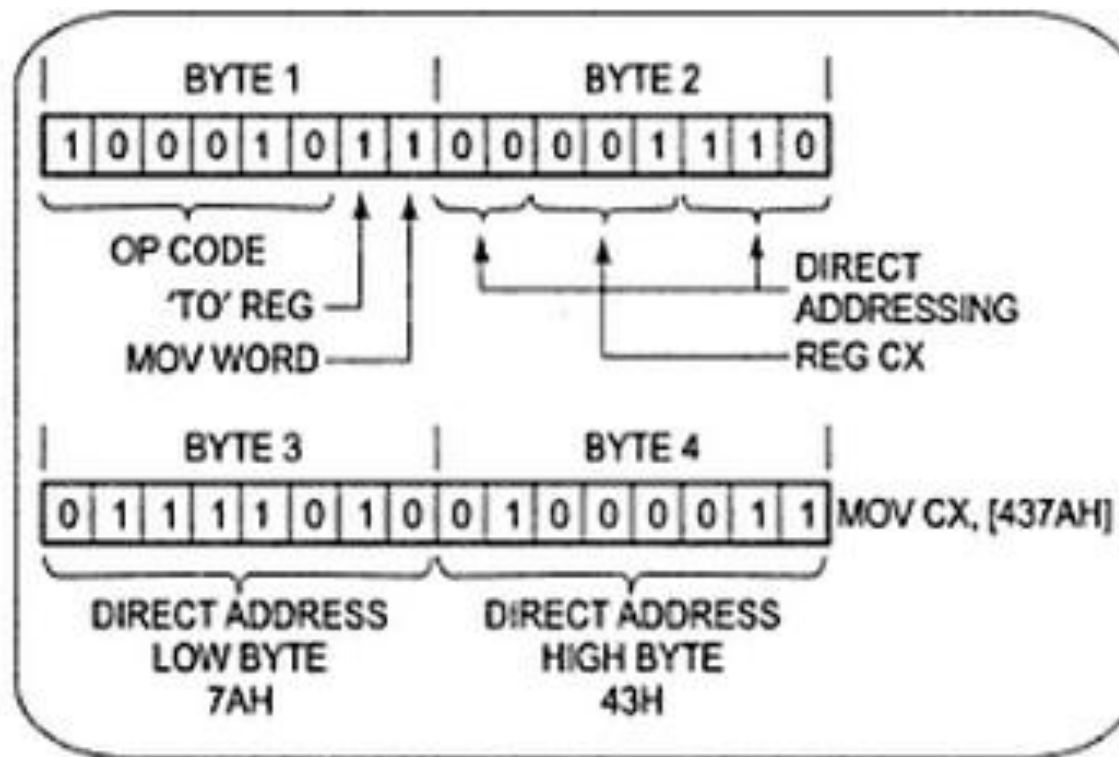 BYTE 1 BYTE 2
1 0 0 0 1 0 1 1 0 0 0 0 1 1 1 0
OP CODE
'TO' REG
MOV WORD
DIRECT
ADDRESSING
REG CX
BYTE 3 BYTE 4
0 1 1 1 1 0 1 0 0 1 0 0 0 0 1 1 MOV CX, [437AH]
DIRECT ADDRESS DIRECT ADDRESS
LOW BYTE HIGH BYTE
7AH 43H